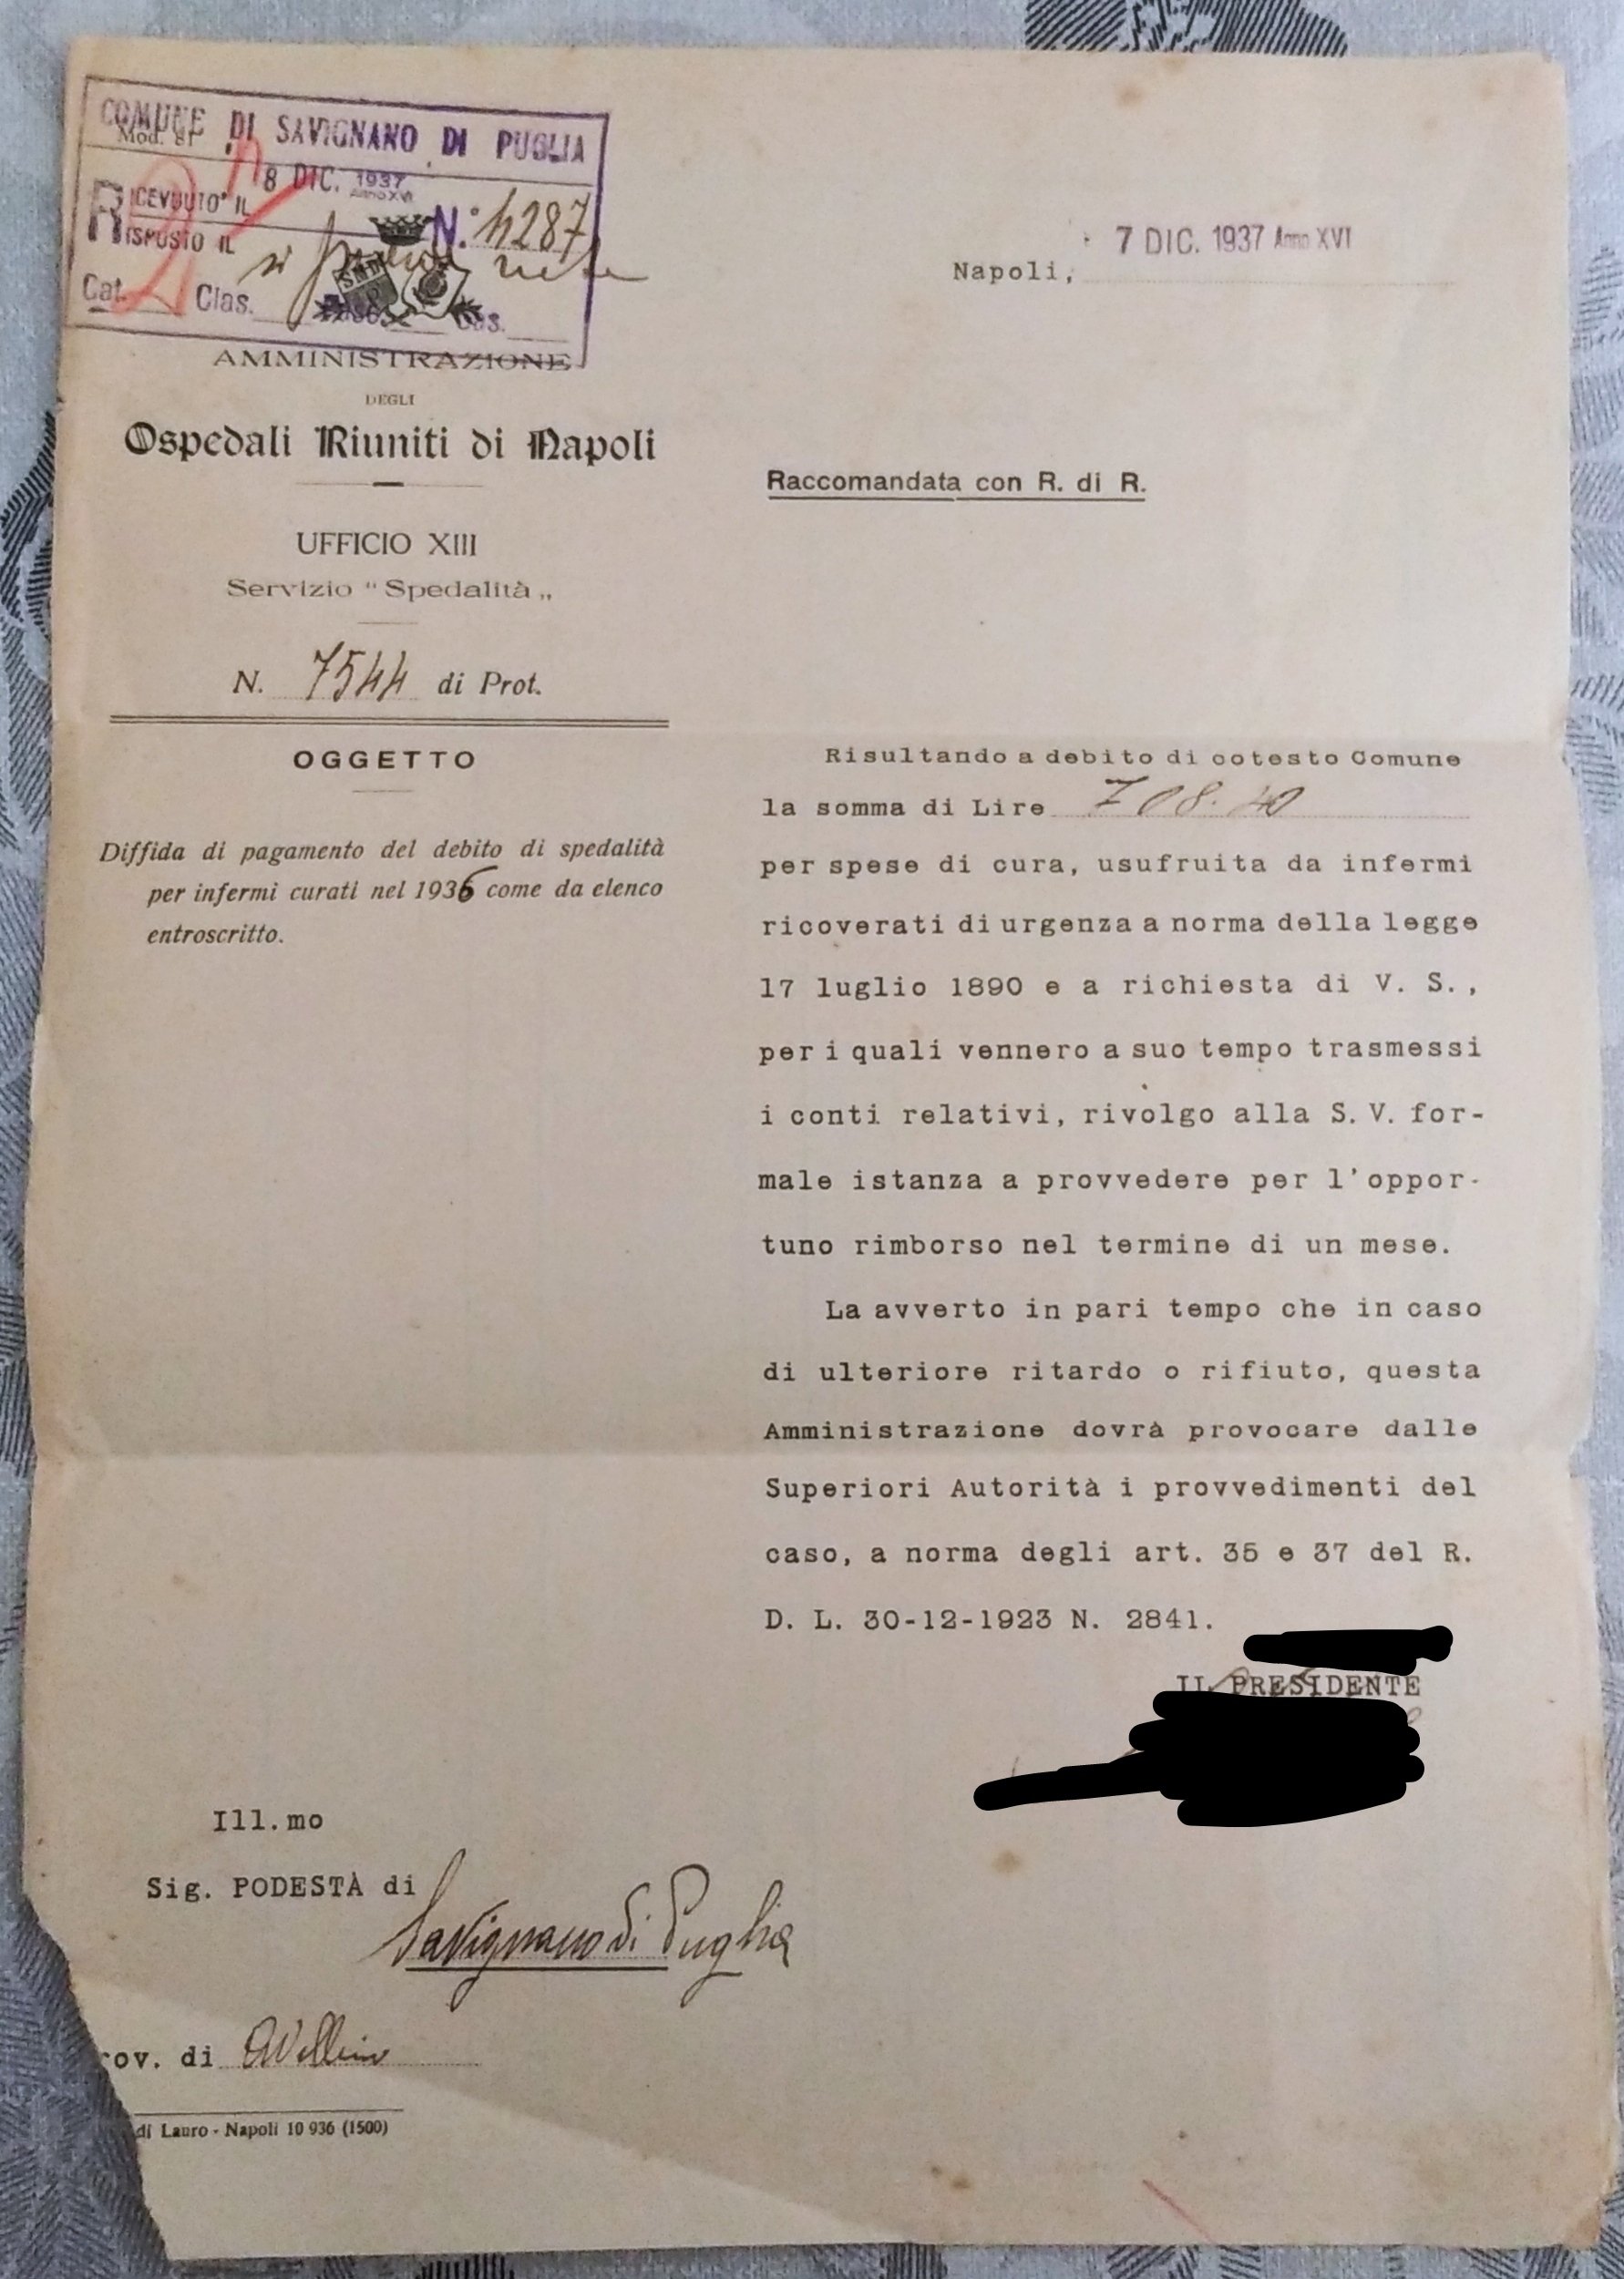 COMUNE DI SAVIGNANO DI PUGLIA
Mod. 81
8 DIC. 1937
Anno XVI
RICEVUTO IL
N. 4287
RISPOSTO IL
si
Cat. 2 Clas.
AMMINISTRAZIONE
DEGLI
Ospedali Riuniti di Napoli
UFFICIO XIII
Servizio " Spedalità „
N. 7544 di Prot.
OGGETTO
Diffida di pagamento del debito di spedalità
per infermi curati nel 1936 come da elenco
entroscritto.
7 DIC. 1937 Anno XVI
Napoli,
Raccomandata con R. di R.
Risultando a debito di cotesto Comune
la somma di Lire 708.40
per spese di cura, usufruita da infermi
ricoverati di urgenza a norma della legge
17 luglio 1890 e a richiesta di V. S.,
per i quali vennero a suo tempo trasmessi
i conti relativi, rivolgo alla S. V. for-
male istanza a provvedere per l'oppor-
tuno rimborso nel termine di un mese.
La avverto in pari tempo che in caso
di ulteriore ritardo o rifiuto, questa
Amministrazione dovrà provocare dalle
Superiori Autorità i provvedimenti del
caso, a norma degli art. 35 e 37 del R.
D. L. 30-12-1923 N. 2841.
IL PRESIDENTE
Ill.mo
Sig. PODESTÀ di
Savignano di Puglia
rov. di Avellino
di Lauro - Napoli 10 936 (1500)